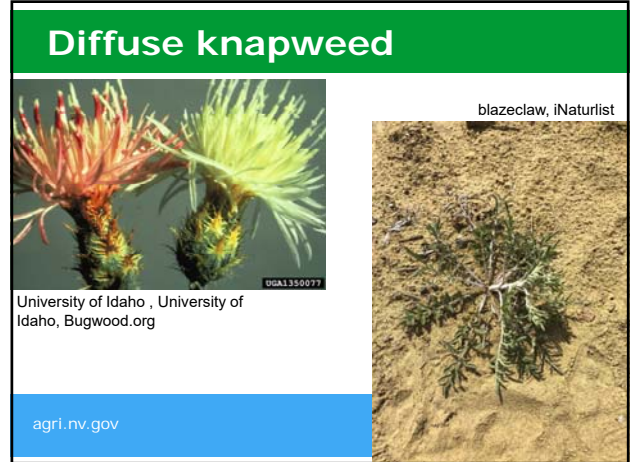 Diffuse knapweed
blazeclaw, iNaturlist
UGA1350077
University of Idaho , University of
Idaho, Bugwood.org
agri.nv.gov